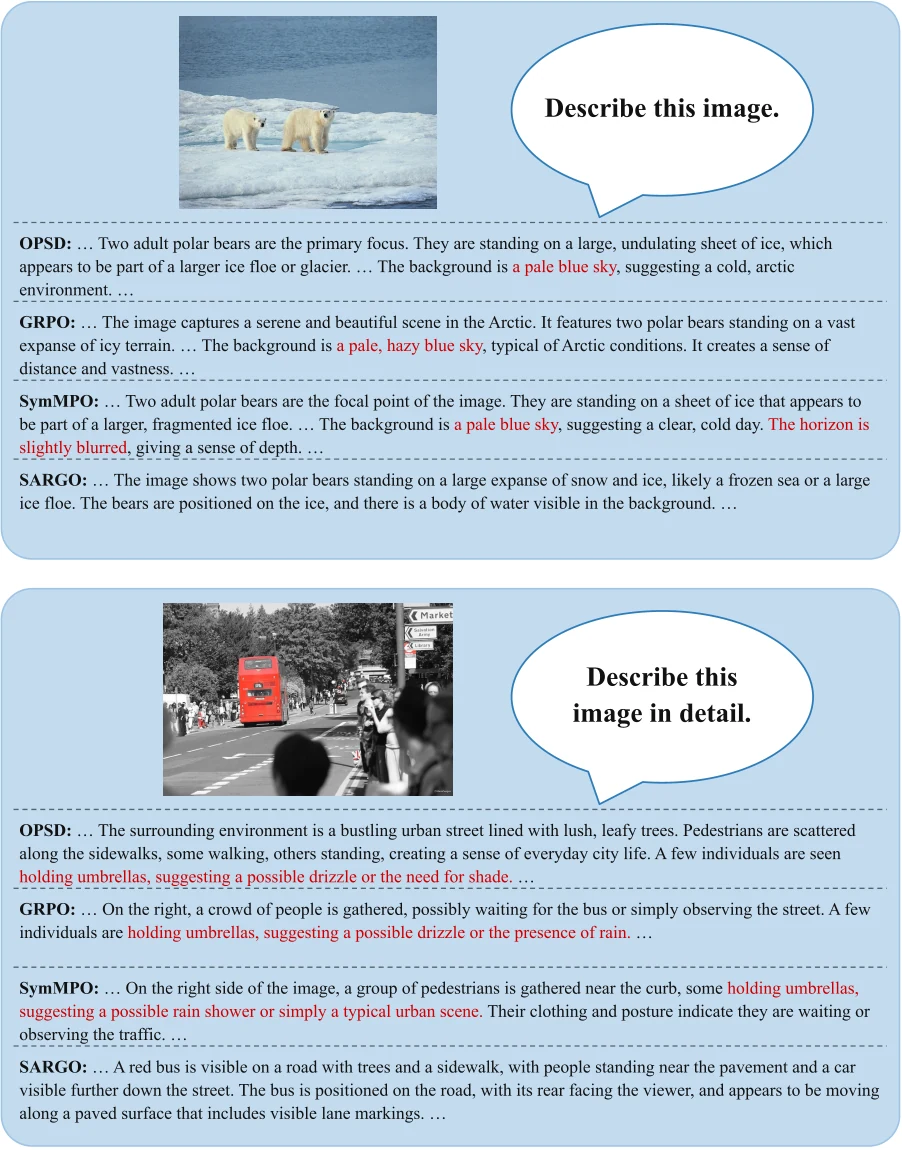 Describe this image.
OPSD: … Two adult polar bears are the primary focus. They are standing on a large, undulating sheet of ice, which
appears to be part of a larger ice floe or glacier. … The background is a pale blue sky, suggesting a cold, arctic
environment. …
GRPO: … The image captures a serene and beautiful scene in the Arctic. It features two polar bears standing on a vast
expanse of icy terrain. … The background is a pale, hazy blue sky, typical of Arctic conditions. It creates a sense of
distance and vastness. …
SymMPO: … Two adult polar bears are the focal point of the image. They are standing on a sheet of ice that appears to
be part of a larger, fragmented ice floe. … The background is a pale blue sky, suggesting a clear, cold day. The horizon is
slightly blurred, giving a sense of depth. …
SARGO: … The image shows two polar bears standing on a large expanse of snow and ice, likely a frozen sea or a large
ice floe. The bears are positioned on the ice, and there is a body of water visible in the background. …
Market
Salvation
Army
Library
Describe this
image in detail.
OPSD: … The surrounding environment is a bustling urban street lined with lush, leafy trees. Pedestrians are scattered
along the sidewalks, some walking, others standing, creating a sense of everyday city life. A few individuals are seen
holding umbrellas, suggesting a possible drizzle or the need for shade. …
GRPO: … On the right, a crowd of people is gathered, possibly waiting for the bus or simply observing the street. A few
individuals are holding umbrellas, suggesting a possible drizzle or the presence of rain. …
SymMPO: … On the right side of the image, a group of pedestrians is gathered near the curb, some holding umbrellas,
suggesting a possible rain shower or simply a typical urban scene. Their clothing and posture indicate they are waiting or
observing the traffic. …
SARGO: … A red bus is visible on a road with trees and a sidewalk, with people standing near the pavement and a car
visible further down the street. The bus is positioned on the road, with its rear facing the viewer, and appears to be moving
along a paved surface that includes visible lane markings. …